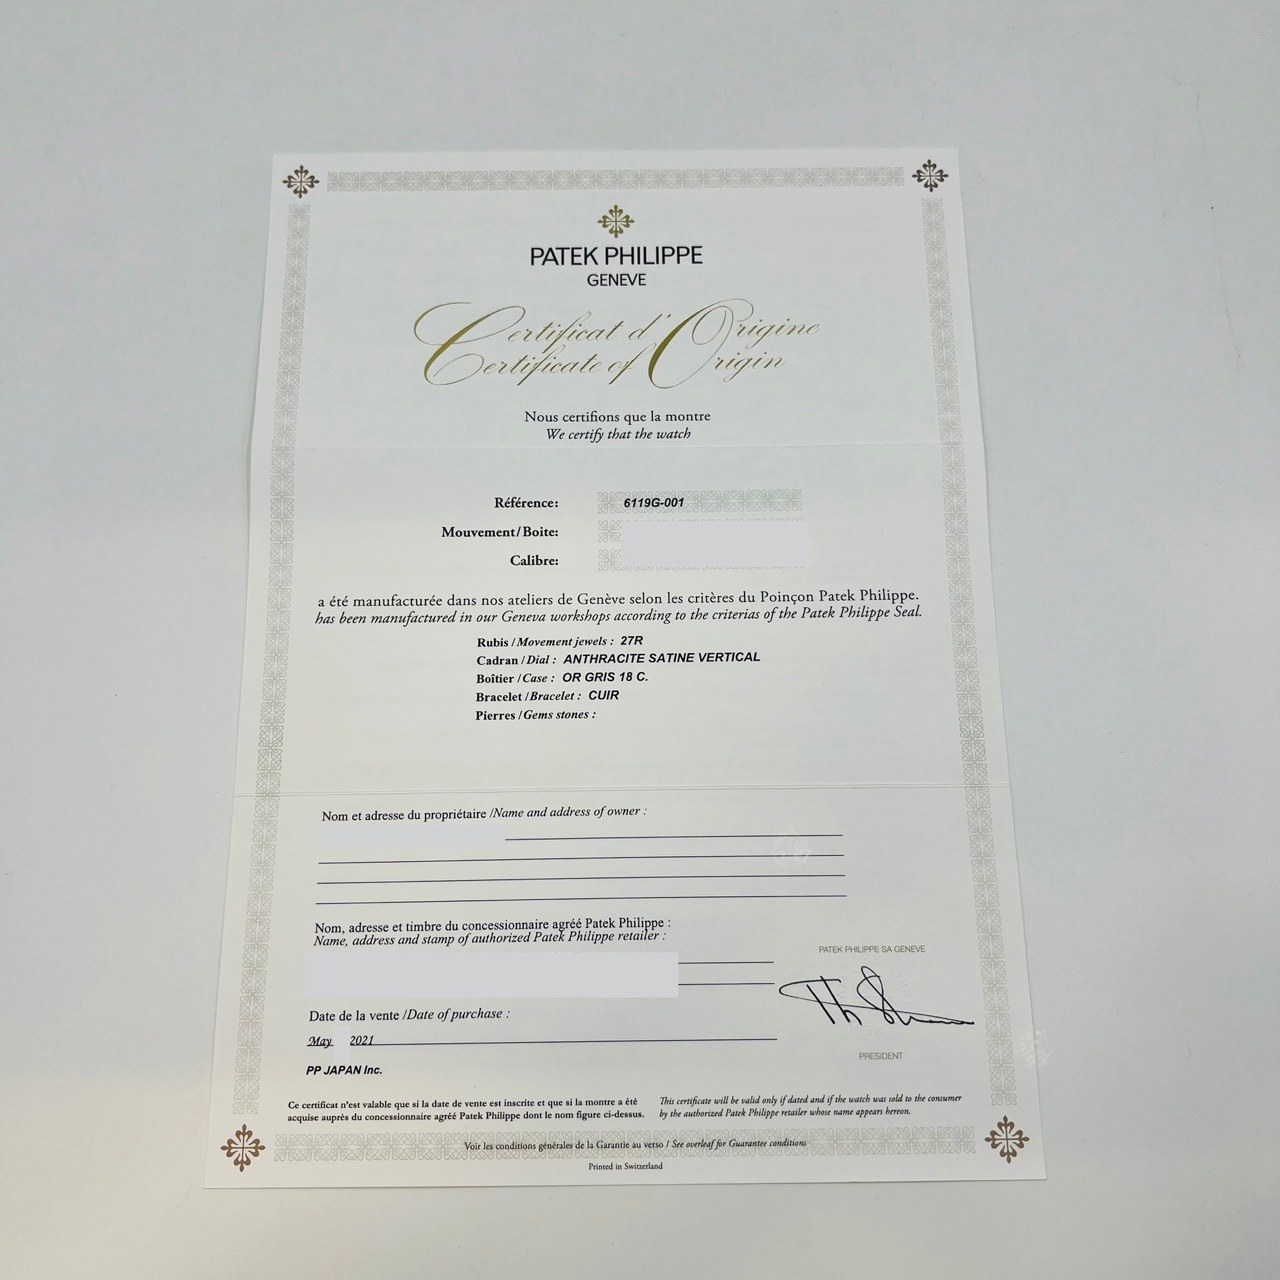 PATEK PHILIPPE
GENEVE
Certificat d'Origine
Certificate of Origin
Nous certifions que la montre
We certify that the watch
Référence: 6119G-001
Mouvement/Boite:
Calibre:
a été manufacturée dans nos ateliers de Genève selon les critères du Poinçon Patek Philippe.
has been manufactured in our Geneva workshops according to the criterias of the Patek Philippe Seal.
Rubis /Movement jewels : 27R
Cadran /Dial : ANTHRACITE SATINE VERTICAL
Boîtier /Case : OR GRIS 18 C.
Bracelet /Bracelet : CUIR
Pierres /Gems stones :
Nom et adresse du propriétaire /Name and address of owner :
Nom, adresse et timbre du concessionnaire agréé Patek Philippe :
Name, address and stamp of authorized Patek Philippe retailer :
PATEK PHILIPPE SA GENEVE
Date de la vente /Date of purchase :
May 2021
PRESIDENT
PP JAPAN Inc.
Ce certificat n'est valable que si la date de vente est inscrite et que si la montre a été
acquise auprès du concessionnaire agréé Patek Philippe dont le nom figure ci-dessus.
This certificate will be valid only if dated and if the watch was sold to the consumer
by the authorized Patek Philippe retailer whose name appears hereon.
Voir les conditions générales de la Garantie au verso / See overleaf for Guarantee conditions
Printed in Switzerland